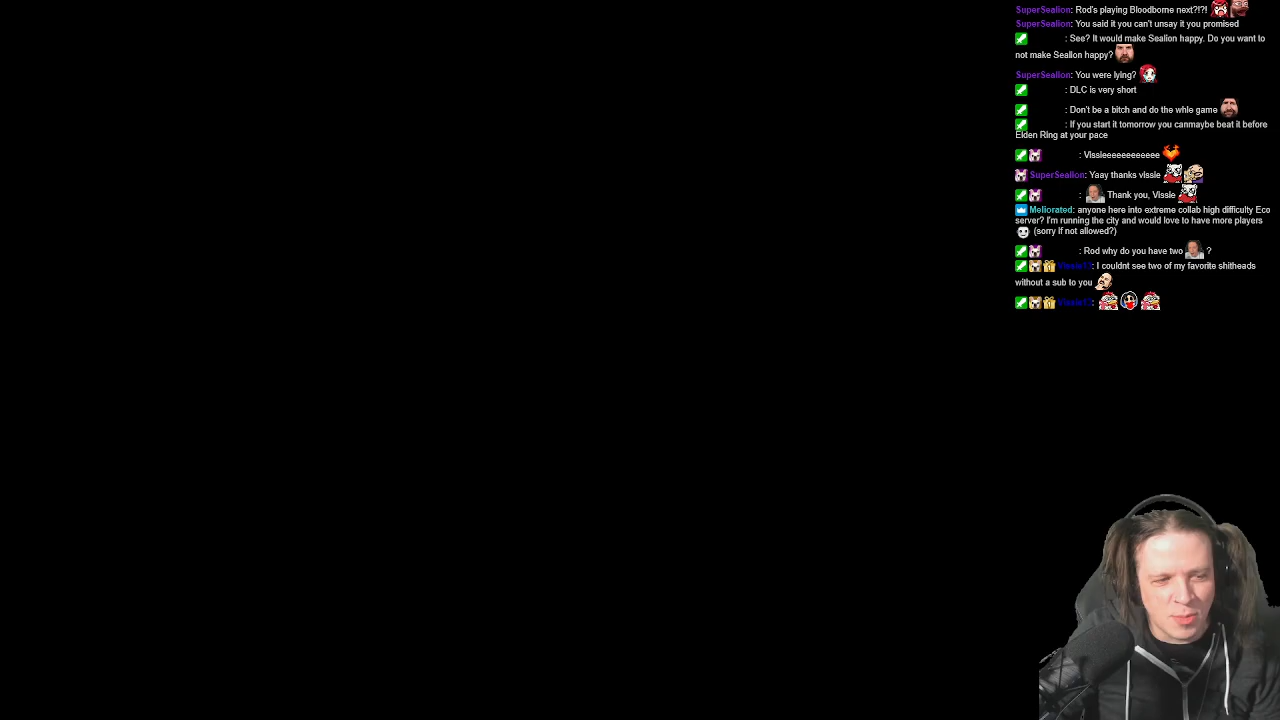 SuperSealion: Rod's playing Bloodborne next?!?!
SuperSealion: You said it you can't unsay it you promised
: See? It would make Sealion happy. Do you want to
not make Sealion happy?
SuperSealion: You were lying?
: DLC is very short
: Don't be a bitch and do the whle game
: If you start it tomorrow you canmaybe beat it before
Elden Ring at your pace
: Vissieeeeeeeeeeee
SuperSealion: Yaay thanks vissie
: Thank you, Vissie
Meliorated: anyone here into extreme collab high difficulty Eco
server? I'm running the city and would love to have more players
(sorry if not allowed?)
: Rod why do you have two ?
: I couldnt see two of my favorite shitheads
without a sub to you
: